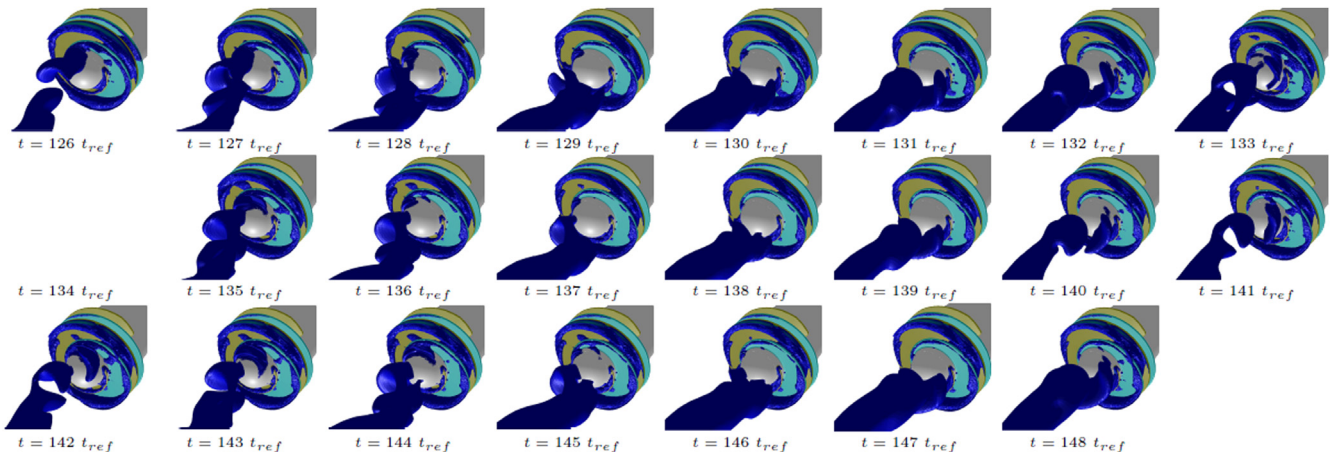 t = 126 t_ref t = 127 t_ref t = 128 t_ref t = 129 t_ref t = 130 t_ref t = 131 t_ref t = 132 t_ref t = 133 t_ref
t = 134 t_ref t = 135 t_ref t = 136 t_ref t = 137 t_ref t = 138 t_ref t = 139 t_ref t = 140 t_ref t = 141 t_ref
t = 142 t_ref t = 143 t_ref t = 144 t_ref t = 145 t_ref t = 146 t_ref t = 147 t_ref t = 148 t_ref